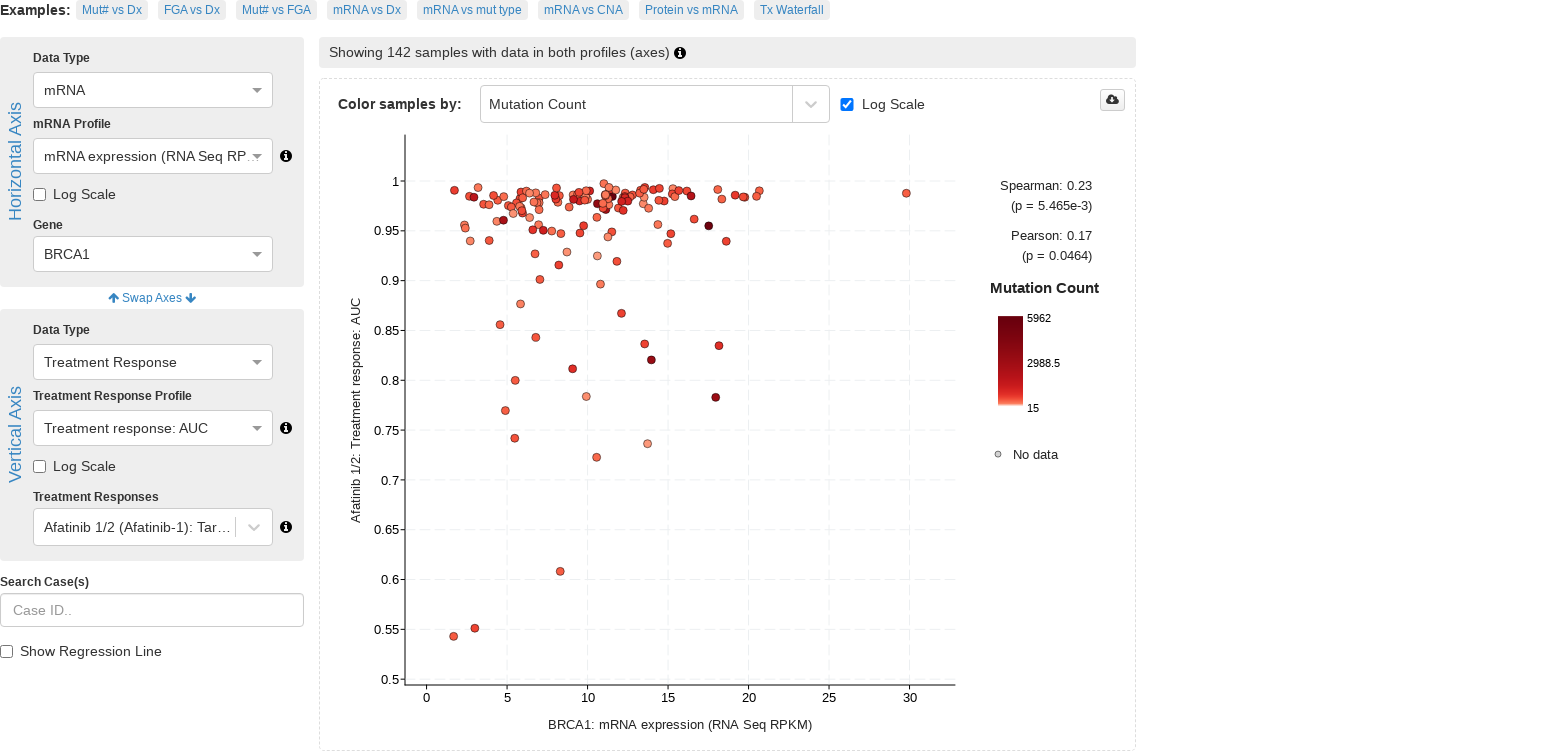 Examples: Mut# vs Dx FGA vs Dx Mut# vs FGA mRNA vs Dx mRNA vs mut type mRNA vs CNA Protein vs mRNA Tx Waterfall
Horizontal Axis
Data Type
mRNA
mRNA Profile
mRNA expression (RNA Seq RP...
Log Scale
Gene
BRCA1
Swap Axes
Vertical Axis
Data Type
Treatment Response
Treatment Response Profile
Treatment response: AUC
Log Scale
Treatment Responses
Afatinib 1/2 (Afatinib-1): Tar...
Search Case(s)
Case ID..
Show Regression Line
Showing 142 samples with data in both profiles (axes)
Color samples by: Mutation Count Log Scale
Afatinib 1/2: Treatment response: AUC
1
0.95
0.9
0.85
0.8
0.75
0.7
0.65
0.6
0.55
0.5
0 5 10 15 20 25 30
BRCA1: mRNA expression (RNA Seq RPKM)
Spearman: 0.23
(p = 5.465e-3)
Pearson: 0.17
(p = 0.0464)
Mutation Count
5962
2988.5
15
No data